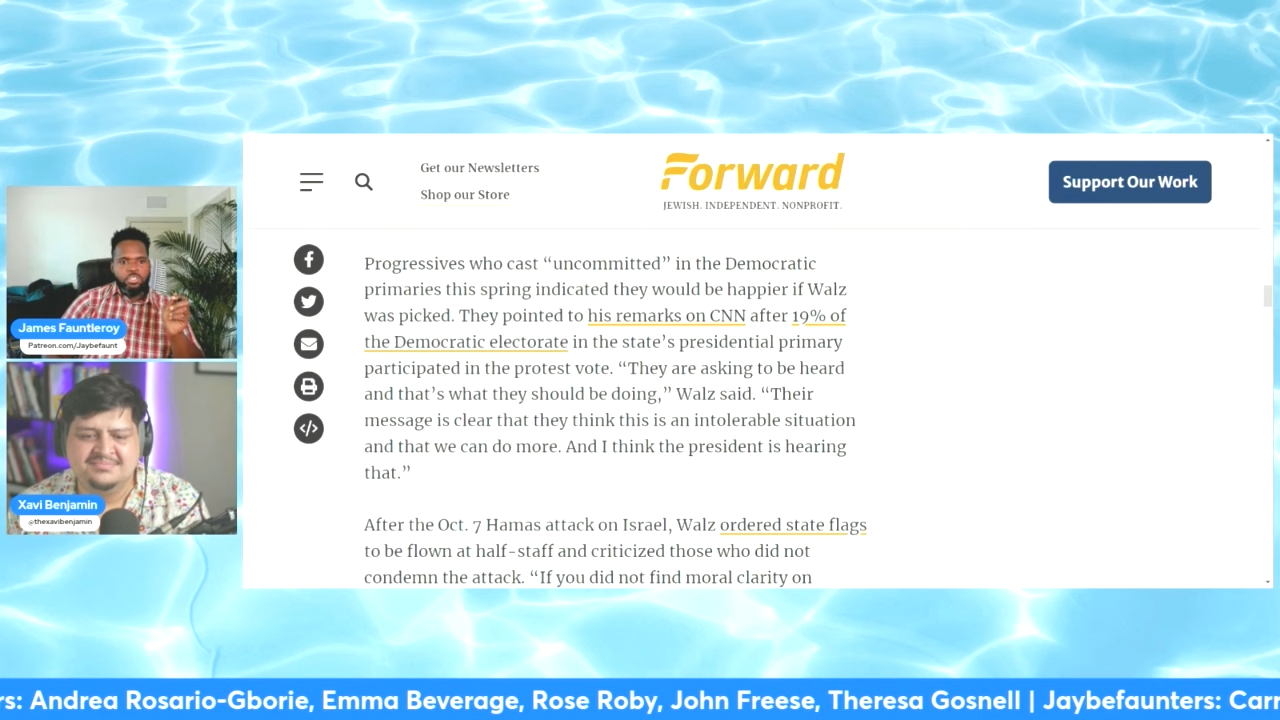 Get our Newsletters
Shop our Store
Forward
JEWISH. INDEPENDENT. NONPROFIT.
Support Our Work
Progressives who cast “uncommitted” in the Democratic
primaries this spring indicated they would be happier if Walz
was picked. They pointed to his remarks on CNN after 19% of
the Democratic electorate in the state’s presidential primary
participated in the protest vote. “They are asking to be heard
and that’s what they should be doing,” Walz said. “Their
message is clear that they think this is an intolerable situation
and that we can do more. And I think the president is hearing
that.”
After the Oct. 7 Hamas attack on Israel, Walz ordered state flags
to be flown at half-staff and criticized those who did not
condemn the attack. “If you did not find moral clarity on
James Fauntleroy
Patreon.com/Jaybefaunt
Xavi Benjamin
@thexavibenjamin
rs: Andrea Rosario-Gborie, Emma Beverage, Rose Roby, John Freese, Theresa Gosnell | Jaybefaunters: Carr